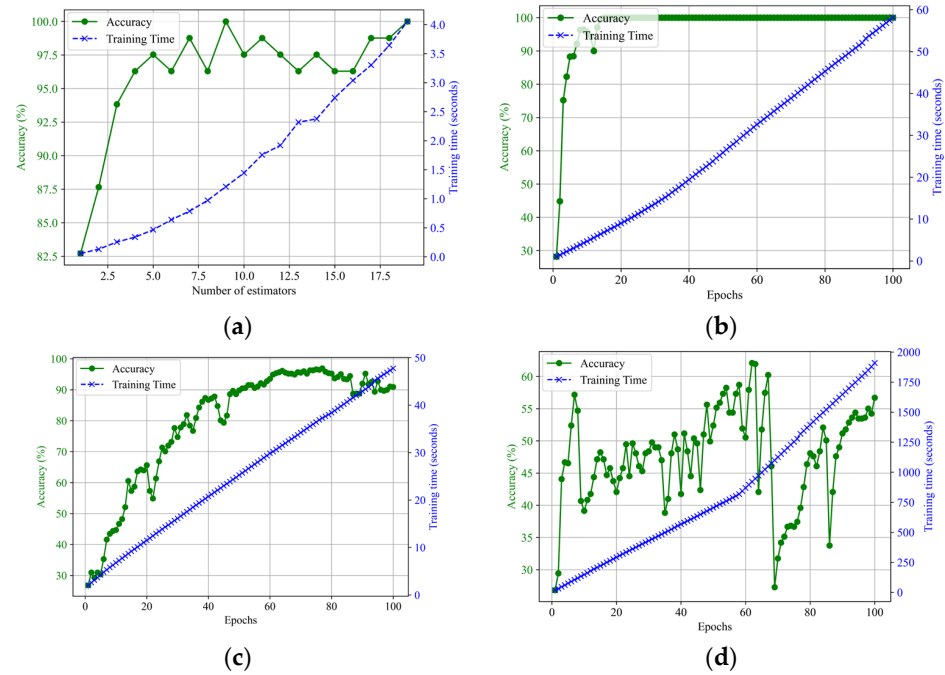 Accuracy
Training Time
100.0
97.5
95.0
92.5
90.0
87.5
85.0
82.5
Accuracy (%)
4.0
3.5
3.0
2.5
2.0
1.5
1.0
0.5
0.0
Training time (seconds)
2.5 5.0 7.5 10.0 12.5 15.0 17.5
Number of estimators
(a)
Accuracy
Training Time
100
90
80
70
60
50
40
30
Accuracy (%)
60
50
40
30
20
10
0
Training time (seconds)
0 20 40 60 80 100
Epochs
(b)
Accuracy
Training Time
100
90
80
70
60
50
40
30
Accuracy (%)
50
40
30
20
10
0
Training time (seconds)
0 20 40 60 80 100
Epochs
(c)
Accuracy
Training Time
60
55
50
45
40
35
30
Accuracy (%)
2000
1750
1500
1250
1000
750
500
250
0
Training time (seconds)
0 20 40 60 80 100
Epochs
(d)